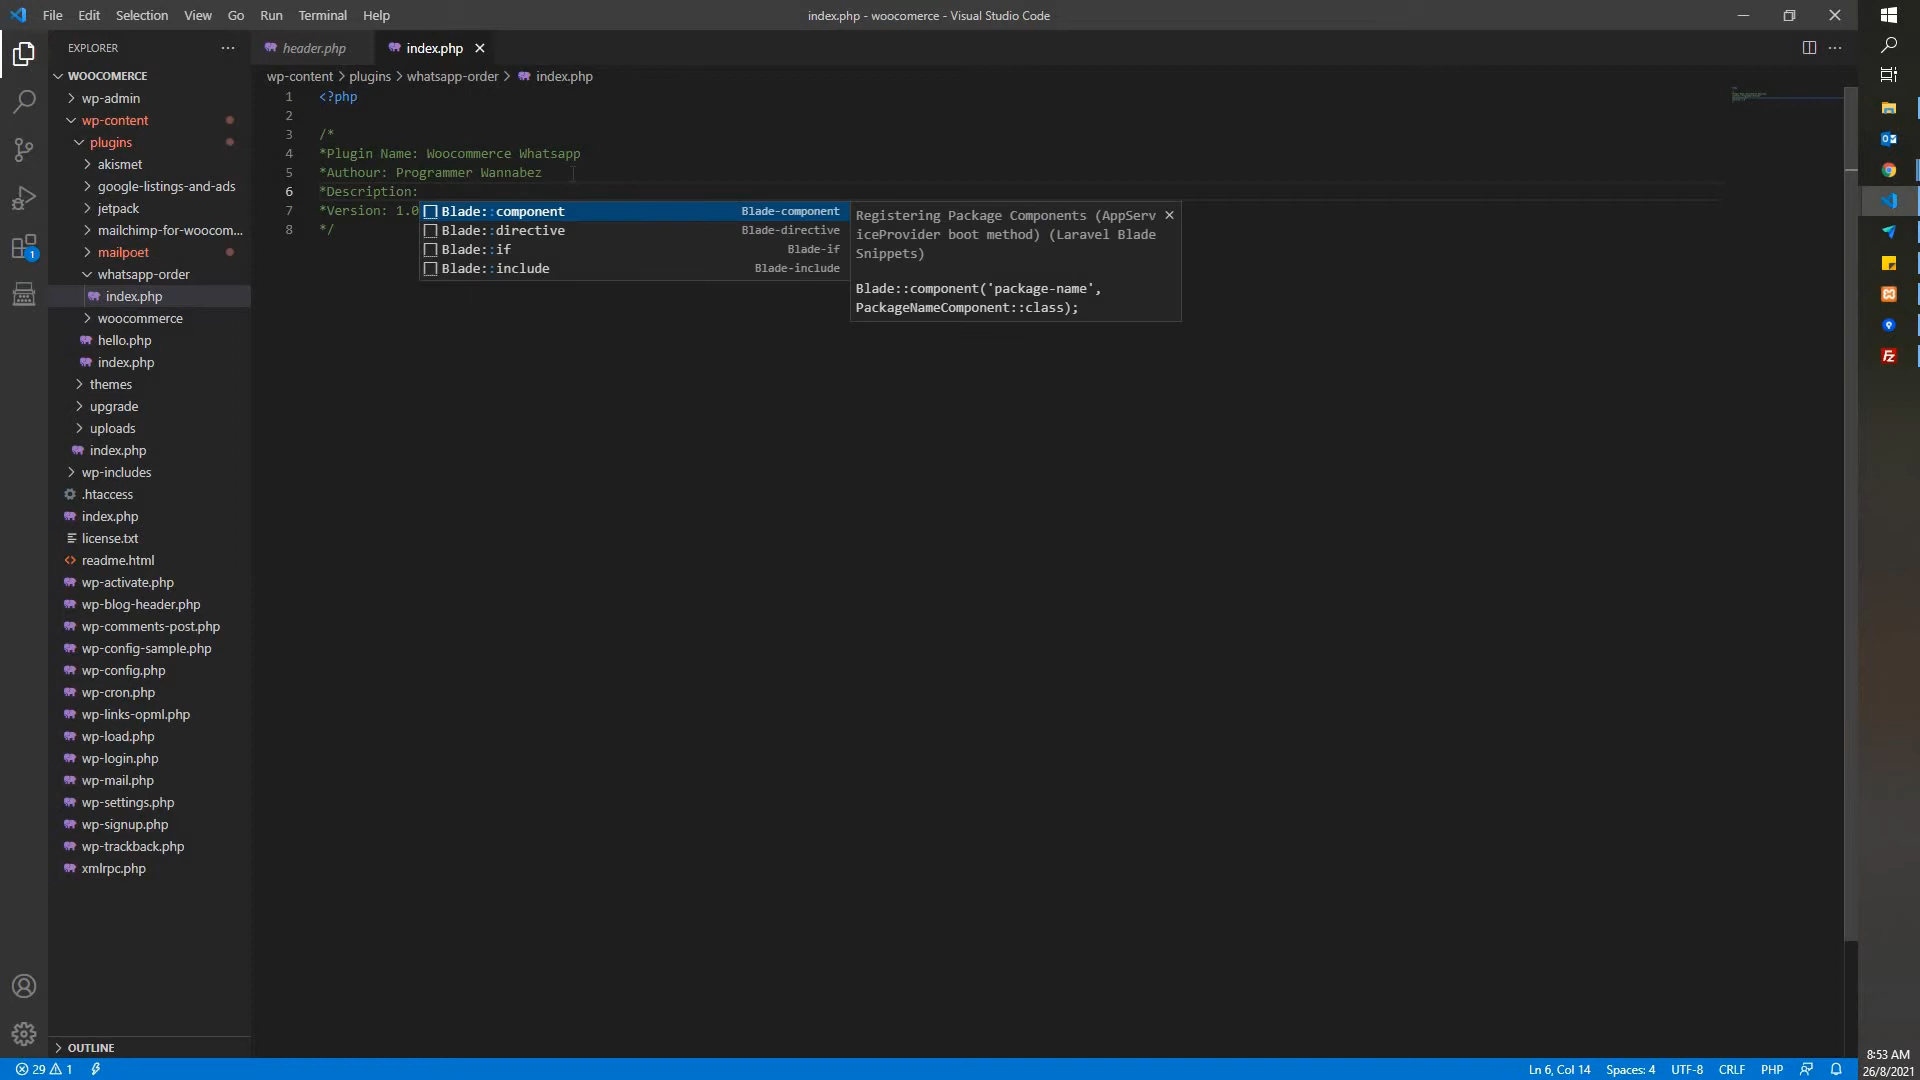 File Edit Selection View Go Run Terminal Help
index.php - woocomerce - Visual Studio Code
EXPLORER
header.php
index.php
WOOCOMERCE
wp-content > plugins > whatsapp-order > index.php
wp-admin
wp-content
plugins
akismet
google-listings-and-ads
jetpack
mailchimp-for-woocom...
mailpoet
whatsapp-order
index.php
woocommerce
hello.php
index.php
themes
upgrade
uploads
index.php
wp-includes
.htaccess
index.php
license.txt
readme.html
wp-activate.php
wp-blog-header.php
wp-comments-post.php
wp-config-sample.php
wp-config.php
wp-cron.php
wp-links-opml.php
wp-load.php
wp-login.php
wp-mail.php
wp-settings.php
wp-signup.php
wp-trackback.php
xmlrpc.php
OUTLINE
1 <?php
2
3 /*
4 *Plugin Name: Woocommerce Whatsapp
5 *Authour: Programmer Wannabez
6 *Description:
7 *Version: 1.0
8 */
Blade::component Blade-component
Blade::directive Blade-directive
Blade::if Blade-if
Blade::include Blade-include
Registering Package Components (AppServ
iceProvider boot method) (Laravel Blade
Snippets)
Blade::component('package-name',
PackageNameComponent::class);
1
29 1
Ln 6, Col 14 Spaces: 4 UTF-8 CRLF PHP
8:53 AM
26/8/2021